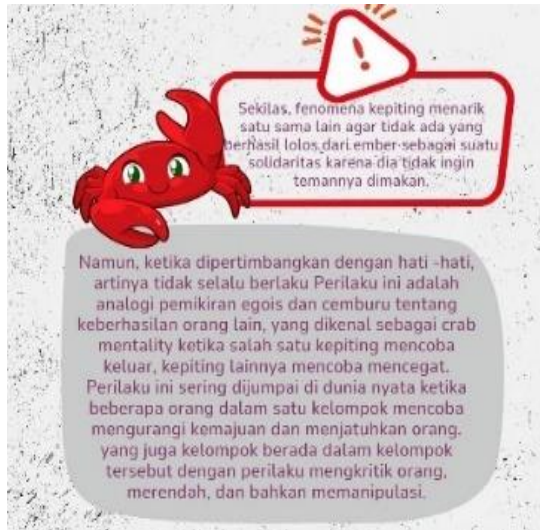 Sekilas, fenomena kepiting menarik
satu sama lain agar tidak ada yang
berhasil lolos dari ember sebagai suatu
solidaritas karena dia tidak ingin
temannya dimakan.
Namun, ketika dipertimbangkan dengan hati -hati,
artinya tidak selalu berlaku Perilaku ini adalah
analogi pemikiran egois dan cemburu tentang
keberhasilan orang lain, yang dikenal sebagai crab
mentality ketika salah satu kepiting mencoba
keluar, kepiting lainnya mencoba mencegat.
Perilaku ini sering dijumpai di dunia nyata ketika
beberapa orang dalam satu kelompok mencoba
mengurangi kemajuan dan menjatuhkan orang.
yang juga kelompok berada dalam kelompok
tersebut dengan perilaku mengkritik orang,
merendah, dan bahkan memanipulasi.